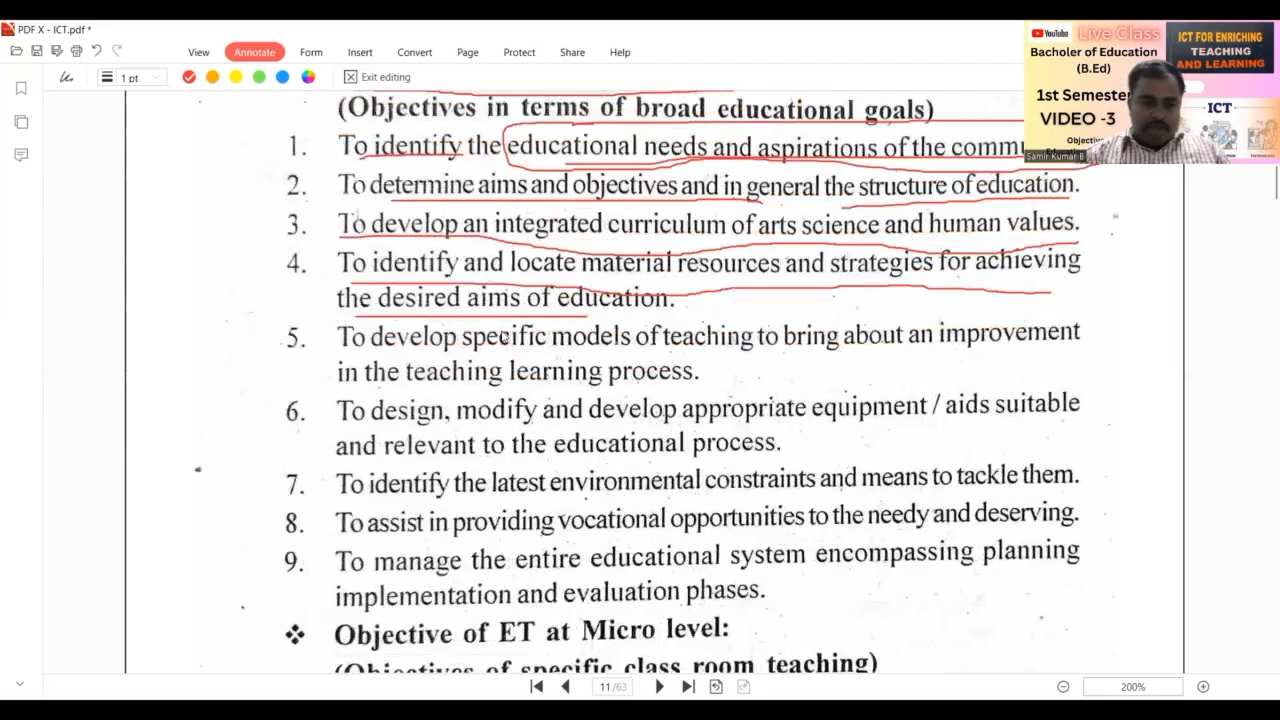 PDF X - ICT.pdf *
View Annotate Form Insert Convert Page Protect Share Help
1 pt
Exit editing
YouTube Live Class
Bacholer of Education
(B.Ed)
1st Semester
VIDEO -3
Objectiv
Samir Kumar B
ICT FOR ENRICHING
TEACHING
AND LEARNING
ICT
(Objectives in terms of broad educational goals)
1. To identify the educational needs and aspirations of the commu
2. To determine aims and objectives and in general the structure of education.
3. To develop an integrated curriculum of arts science and human values.
4. To identify and locate material resources and strategies for achieving
the desired aims of education.
5. To develop specific models of teaching to bring about an improvement
in the teaching learning process.
6. To design, modify and develop appropriate equipment / aids suitable
and relevant to the educational process.
7. To identify the latest environmental constraints and means to tackle them.
8. To assist in providing vocational opportunities to the needy and deserving.
9. To manage the entire educational system encompassing planning
implementation and evaluation phases.
❖ Objective of ET at Micro level:
(Objectives of specific class room teaching)
11/63
200%